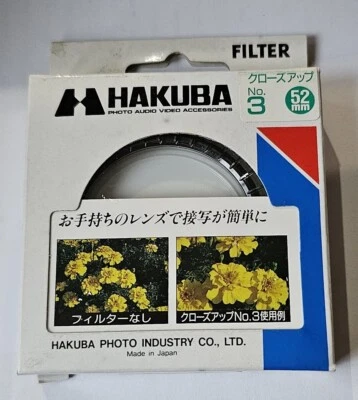 FILTER
HAKUBA
PHOTO AUDIO VIDEO ACCESSORIES
クローズアップ
No.
3
52
mm
お手持ちのレンズで接写が簡単に
フィルターなし
クローズアップNo.3使用例
HAKUBA PHOTO INDUSTRY CO., LTD.
Made in Japan